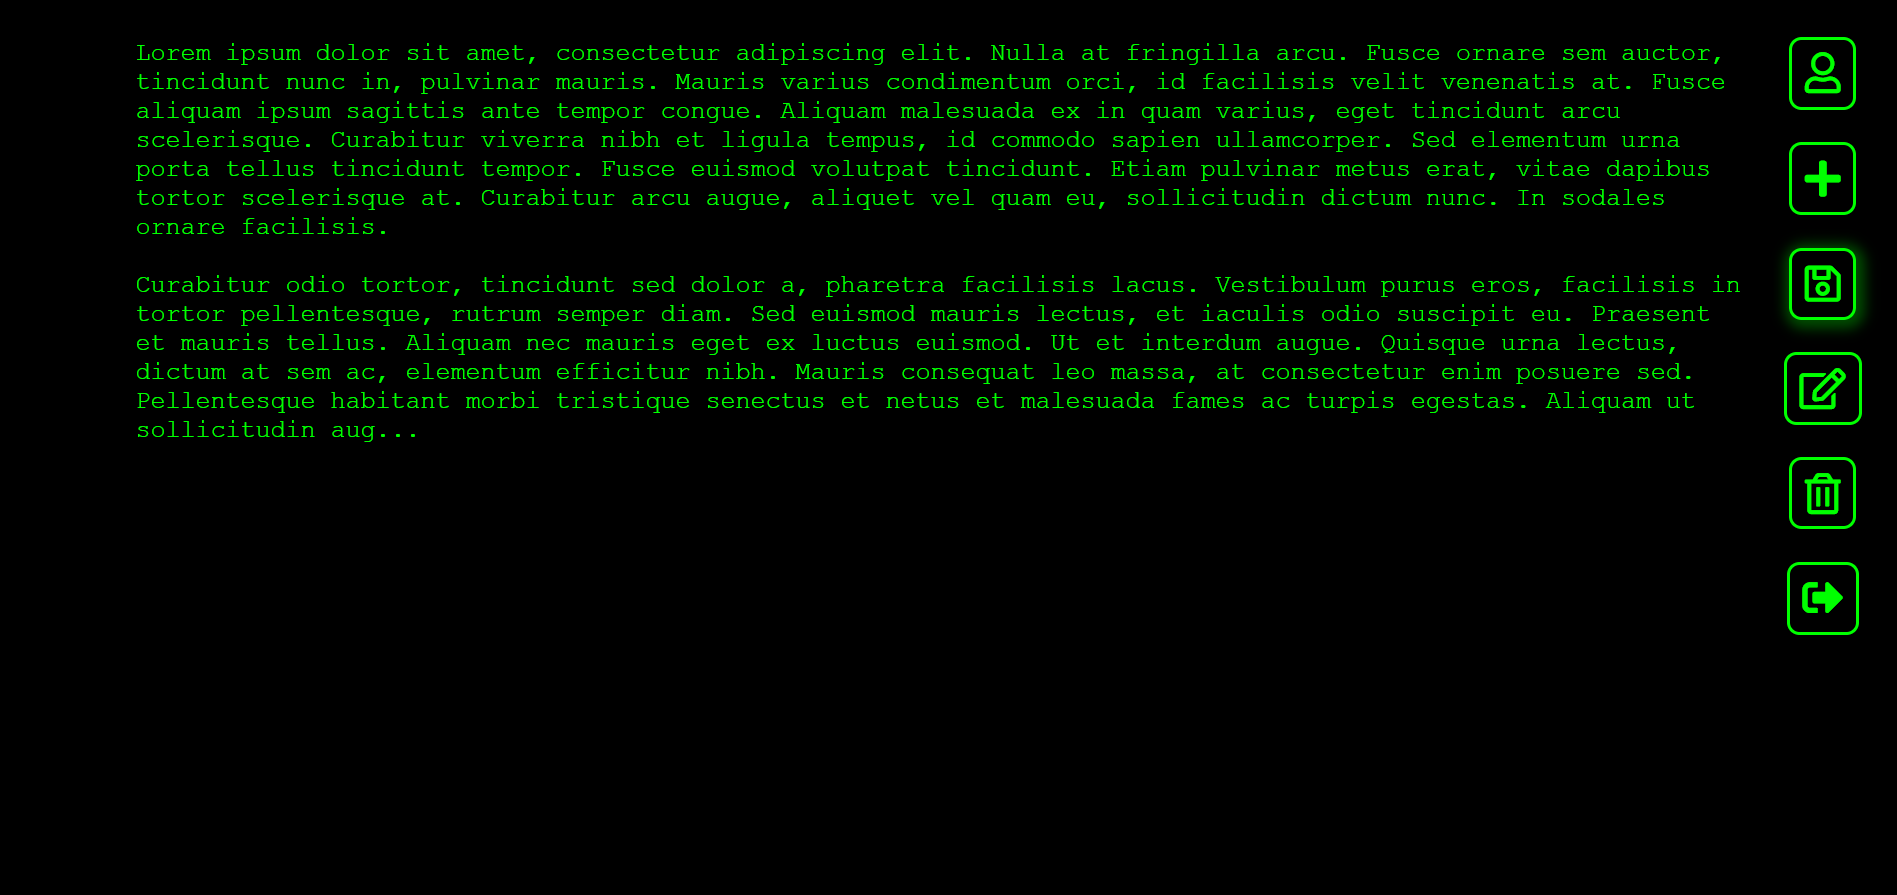 Lorem ipsum dolor sit amet, consectetur adipiscing elit. Nulla at fringilla arcu. Fusce ornare sem auctor,
tincidunt nunc in, pulvinar mauris. Mauris varius condimentum orci, id facilisis velit venenatis at. Fusce
aliquam ipsum sagittis ante tempor congue. Aliquam malesuada ex in quam varius, eget tincidunt arcu
scelerisque. Curabitur viverra nibh et ligula tempus, id commodo sapien ullamcorper. Sed elementum urna
porta tellus tincidunt tempor. Fusce euismod volutpat tincidunt. Etiam pulvinar metus erat, vitae dapibus
tortor scelerisque at. Curabitur arcu augue, aliquet vel quam eu, sollicitudin dictum nunc. In sodales
ornare facilisis.

Curabitur odio tortor, tincidunt sed dolor a, pharetra facilisis lacus. Vestibulum purus eros, facilisis in
tortor pellentesque, rutrum semper diam. Sed euismod mauris lectus, et iaculis odio suscipit eu. Praesent
et mauris tellus. Aliquam nec mauris eget ex luctus euismod. Ut et interdum augue. Quisque urna lectus,
dictum at sem ac, elementum efficitur nibh. Mauris consequat leo massa, at consectetur enim posuere sed.
Pellentesque habitant morbi tristique senectus et netus et malesuada fames ac turpis egestas. Aliquam ut
sollicitudin aug...